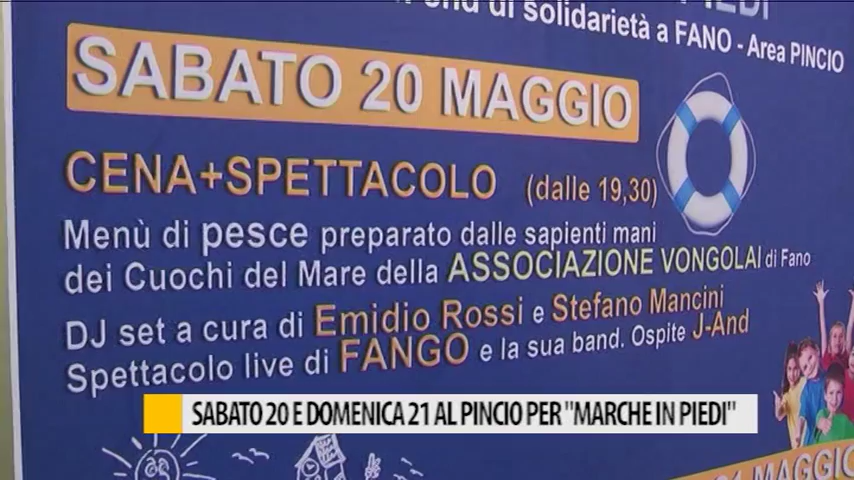 di solidarietà a FANO - Area PINCIO
SABATO 20 MAGGIO
CENA+SPETTACOLO (dalle 19,30)
Menù di pesce preparato dalle sapienti mani
dei Cuochi del Mare della ASSOCIAZIONE VONGOLAI di Fano
DJ set a cura di Emidio Rossi e Stefano Mancini
Spettacolo live di FANGO e la sua band. Ospite J-And
SABATO 20 E DOMENICA 21 AL PINCIO PER "MARCHE IN PIEDI"
MAGGIO